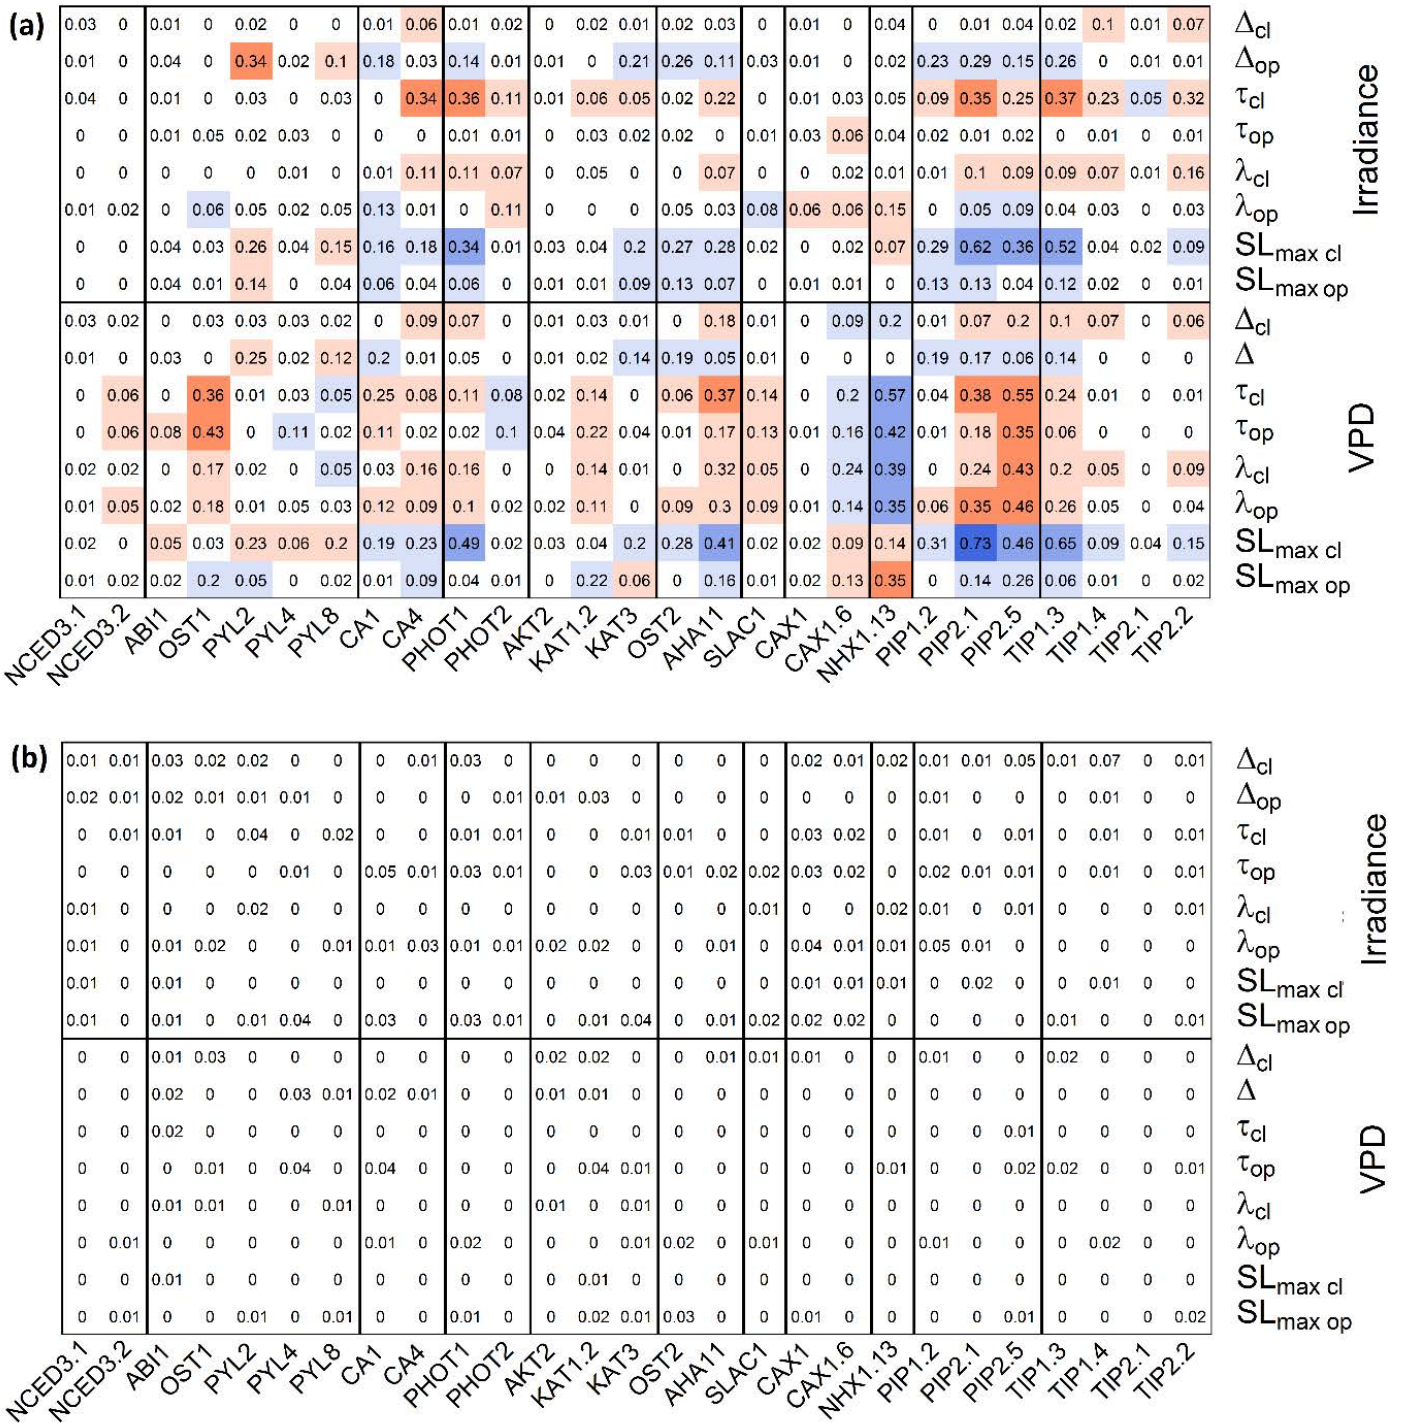 (a)
0.03 0 0.01 0 0.02 0 0 0.01 0.06 0.01 0.02 0 0.02 0.01 0.02 0.03 0 0.01 0 0.04 0 0.01 0.04 0.02 0.1 0.01 0.07 Δcl
0.01 0 0.04 0 0.34 0.02 0.1 0.18 0.03 0.14 0.01 0.01 0 0.21 0.26 0.11 0.03 0.01 0 0.02 0.23 0.29 0.15 0.26 0 0.01 0.01 Δop
0.04 0 0.01 0 0.03 0 0.03 0 0.34 0.36 0.11 0.01 0.06 0.05 0.02 0.22 0 0.01 0.03 0.05 0.09 0.35 0.25 0.37 0.23 0.05 0.32 τcl
0 0 0.01 0.05 0.02 0.03 0 0 0 0.01 0.01 0 0.03 0.02 0.02 0 0.01 0.03 0.06 0.04 0.02 0.01 0.02 0 0.01 0 0.01 τop
0 0 0 0 0 0.01 0 0.01 0.11 0.11 0.07 0 0.05 0 0 0.07 0 0 0.02 0.01 0.01 0.1 0.09 0.09 0.07 0.01 0.16 λcl
0.01 0.02 0 0.06 0.05 0.02 0.05 0.13 0.01 0 0.11 0 0 0 0.05 0.03 0.08 0.06 0.06 0.15 0 0.05 0.09 0.04 0.03 0 0.03 λop
0 0 0.04 0.03 0.26 0.04 0.15 0.16 0.18 0.34 0.01 0.03 0.04 0.2 0.27 0.28 0.02 0 0.02 0.07 0.29 0.62 0.36 0.52 0.04 0.02 0.09 SLmax cl
0 0 0.04 0.01 0.14 0 0.04 0.06 0.04 0.06 0 0.01 0.01 0.09 0.13 0.07 0 0.01 0.01 0 0.13 0.13 0.04 0.12 0.02 0 0.01 SLmax op
Irradiance
0.03 0.02 0 0.03 0.03 0.03 0.02 0 0.09 0.07 0 0.01 0.03 0.01 0 0.18 0.01 0 0.09 0.2 0.01 0.07 0.2 0.1 0.07 0 0.06 Δcl
0.01 0 0.03 0 0.25 0.02 0.12 0.2 0.01 0.05 0 0.01 0.02 0.14 0.19 0.05 0.01 0 0 0 0.19 0.17 0.06 0.14 0 0 0 Δ
0 0.06 0 0.36 0.01 0.03 0.05 0.25 0.08 0.11 0.08 0.02 0.14 0 0.06 0.37 0.14 0 0.2 0.57 0.04 0.38 0.55 0.24 0.01 0 0.01 τcl
0 0.06 0.08 0.43 0 0.11 0.02 0.11 0.02 0.02 0.1 0.04 0.22 0.04 0.01 0.17 0.13 0.01 0.16 0.42 0.01 0.18 0.35 0.06 0 0 0 τop
0.02 0.02 0 0.17 0.02 0 0.05 0.03 0.16 0.16 0 0 0.14 0.01 0 0.32 0.05 0 0.24 0.39 0 0.24 0.43 0.2 0.05 0 0.09 λcl
0.01 0.05 0.02 0.18 0.01 0.05 0.03 0.12 0.09 0.1 0.02 0.02 0.11 0 0.09 0.3 0.09 0.01 0.14 0.35 0.06 0.35 0.46 0.26 0.05 0 0.04 λop
0.02 0 0.05 0.03 0.23 0.06 0.2 0.19 0.23 0.49 0.02 0.03 0.04 0.2 0.28 0.41 0.02 0.02 0.09 0.14 0.31 0.73 0.46 0.65 0.09 0.04 0.15 SLmax cl
0.01 0.02 0.02 0.2 0.05 0 0.02 0.01 0.09 0.04 0.01 0 0.22 0.06 0 0.16 0.01 0.02 0.13 0.35 0 0.14 0.26 0.06 0.01 0 0.02 SLmax op
VPD
NCED3.1 NCED3.2 ABI1 OST1 PYL2 PYL4 PYL8 CA1 CA4 PHOT1 PHOT2 AKT2 KAT1.2 KAT3 OST2 AHA11 SLAC1 CAX1 CAX1.6 NHX1.13 PIP1.2 PIP2.1 PIP2.5 TIP1.3 TIP1.4 TIP2.1 TIP2.2
(b)
0.01 0.01 0.03 0.02 0.02 0 0 0 0.01 0.03 0 0 0 0 0 0 0 0.02 0.01 0.02 0.01 0.01 0.05 0.01 0.07 0 0.01 Δcl
0.02 0.01 0.02 0.01 0.01 0.01 0 0 0 0 0.01 0.01 0.03 0 0 0 0 0 0 0 0.01 0 0 0 0.01 0 0 Δop
0 0.01 0.01 0 0.04 0 0.02 0 0 0.01 0.01 0 0 0.01 0.01 0 0 0.03 0.02 0 0.01 0 0.01 0 0.01 0 0.01 τcl
0 0 0 0 0 0.01 0 0.05 0.01 0.03 0.01 0 0 0.03 0.01 0.02 0.02 0.03 0.02 0 0.02 0.01 0.01 0 0.01 0 0.01 τop
0.01 0 0 0 0.02 0 0 0 0 0 0 0 0 0 0 0 0.01 0 0 0.02 0.01 0 0.01 0 0 0 0.01 λcl
0.01 0 0.01 0.02 0 0 0.01 0.01 0.03 0.01 0.01 0.02 0.02 0 0 0.01 0 0.04 0.01 0.01 0.05 0.01 0 0 0 0 0 λop
0.01 0 0.01 0 0 0 0 0 0 0 0 0 0 0 0 0 0 0.01 0.01 0.01 0 0.02 0 0 0.01 0 0 SLmax cl
0.01 0 0.01 0 0.01 0.04 0 0.03 0 0.03 0.01 0 0.01 0.04 0 0.01 0.02 0.02 0.02 0 0 0 0 0.01 0 0 0.01 SLmax op
Irradiance
0 0 0.01 0.03 0 0 0 0 0 0 0 0.02 0.02 0 0 0.01 0.01 0.01 0 0 0.01 0 0 0.02 0 0 0 Δcl
0 0 0.02 0 0 0.03 0.01 0.02 0.01 0 0 0.01 0.01 0 0 0 0 0 0 0 0 0 0 0 0 0 0 Δ
0 0 0.02 0 0 0 0 0 0 0 0 0 0 0 0 0 0 0 0 0 0 0 0.01 0 0 0 0 τcl
0 0 0 0.01 0 0.04 0 0.04 0 0 0 0 0.04 0.01 0 0 0 0 0 0.01 0 0 0.02 0.02 0 0 0.01 τop
0 0 0.01 0.01 0 0 0.01 0 0 0 0 0.01 0 0.01 0 0 0 0 0 0 0 0 0 0 0 0 0 λcl
0 0.01 0 0 0 0 0 0.01 0 0.02 0 0 0 0.01 0.02 0 0.01 0 0 0 0.01 0 0 0 0.02 0 0 λop
0 0 0.01 0 0 0 0 0 0 0 0 0 0.01 0 0 0 0 0 0 0 0 0 0 0 0 0 0 SLmax cl
0 0.01 0 0 0.01 0 0.01 0 0 0.01 0 0 0.02 0.01 0.03 0 0 0.01 0 0 0 0 0.01 0 0 0 0.02 SLmax op
VPD
NCED3.1 NCED3.2 ABI1 OST1 PYL2 PYL4 PYL8 CA1 CA4 PHOT1 PHOT2 AKT2 KAT1.2 KAT3 OST2 AHA11 SLAC1 CAX1 CAX1.6 NHX1.13 PIP1.2 PIP2.1 PIP2.5 TIP1.3 TIP1.4 TIP2.1 TIP2.2